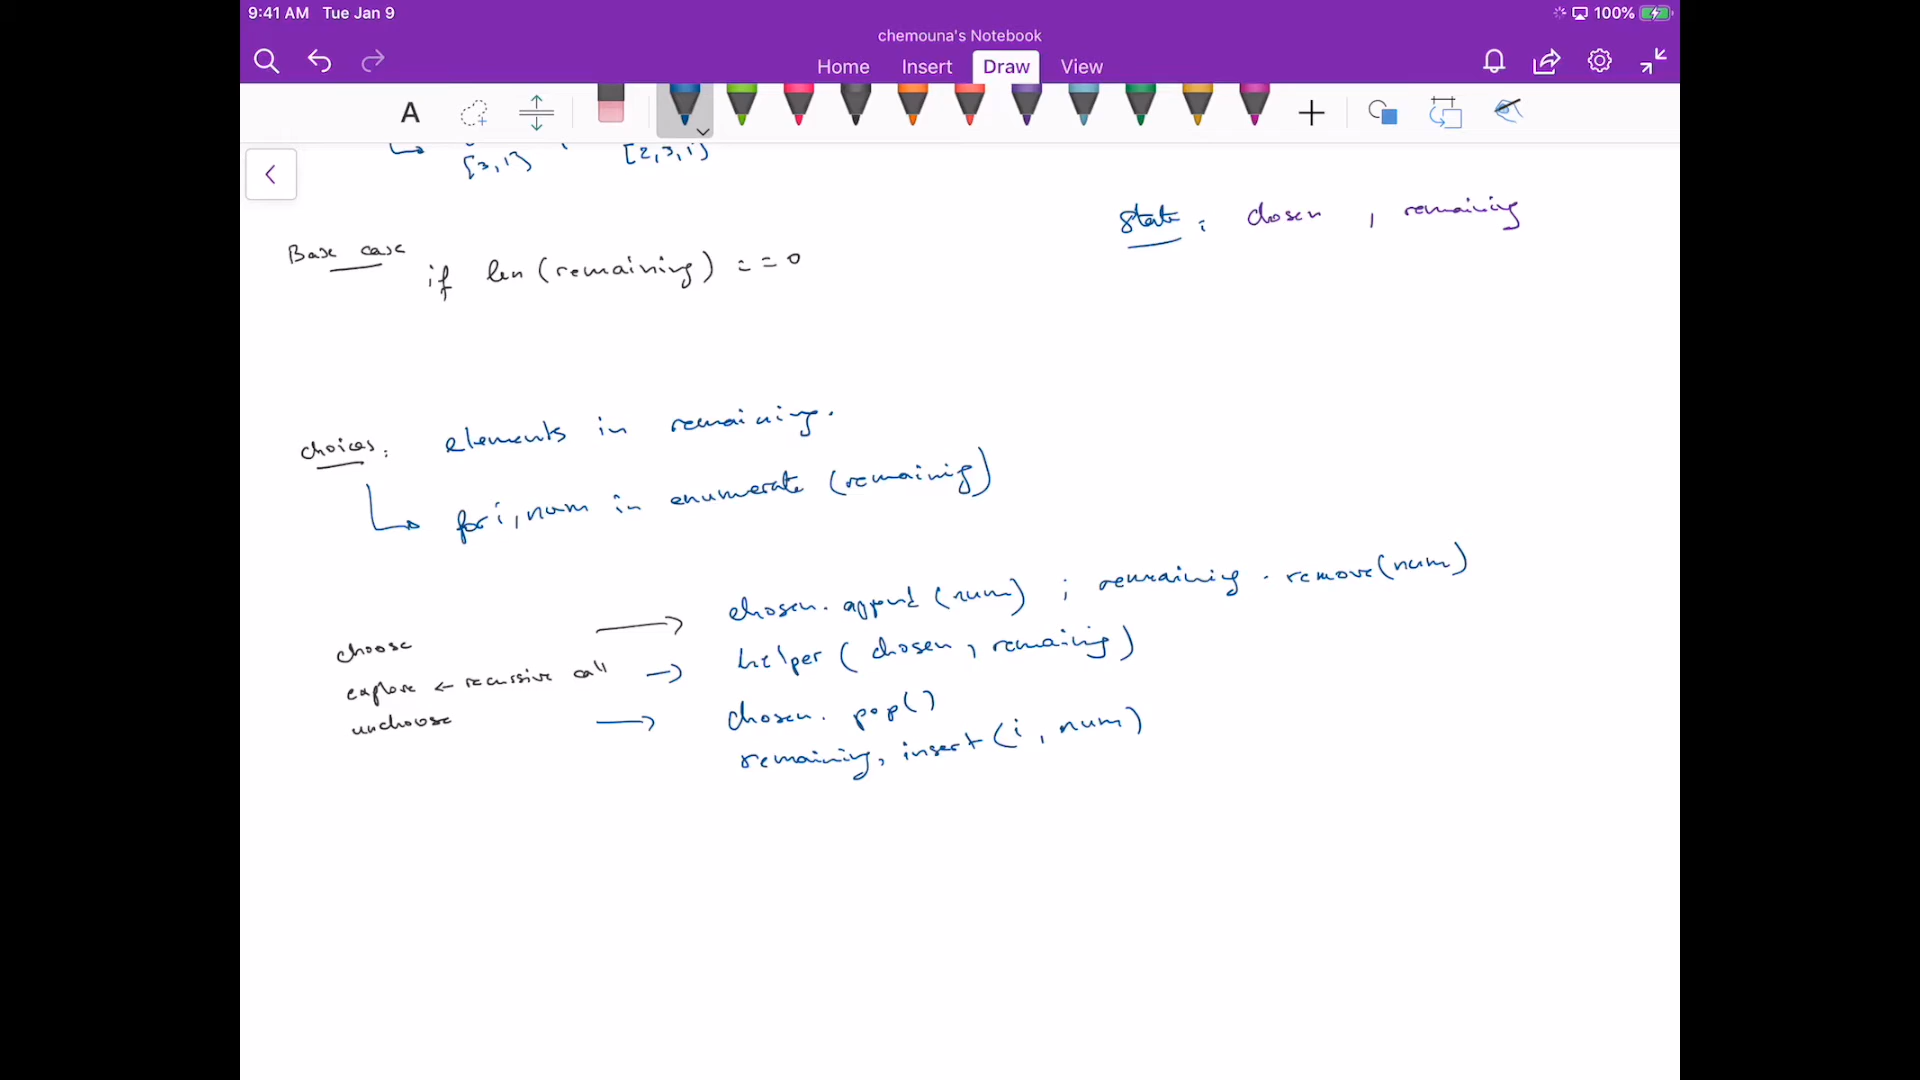 9:41 AM Tue Jan 9
100%
chemouna's Notebook
Home Insert Draw View
A
[3,1] [2,3,1]
state : chosen , remaining
Base case
if len (remaining) == 0
choices : elements in remaining.
for i, num in enumerate (remaining)
chosen. append (num) ; remaining . remove (num)
choose
helper ( chosen , remaining )
explore ← recursive call
chosen. pop()
unchoose
remaining. insert (i, num)